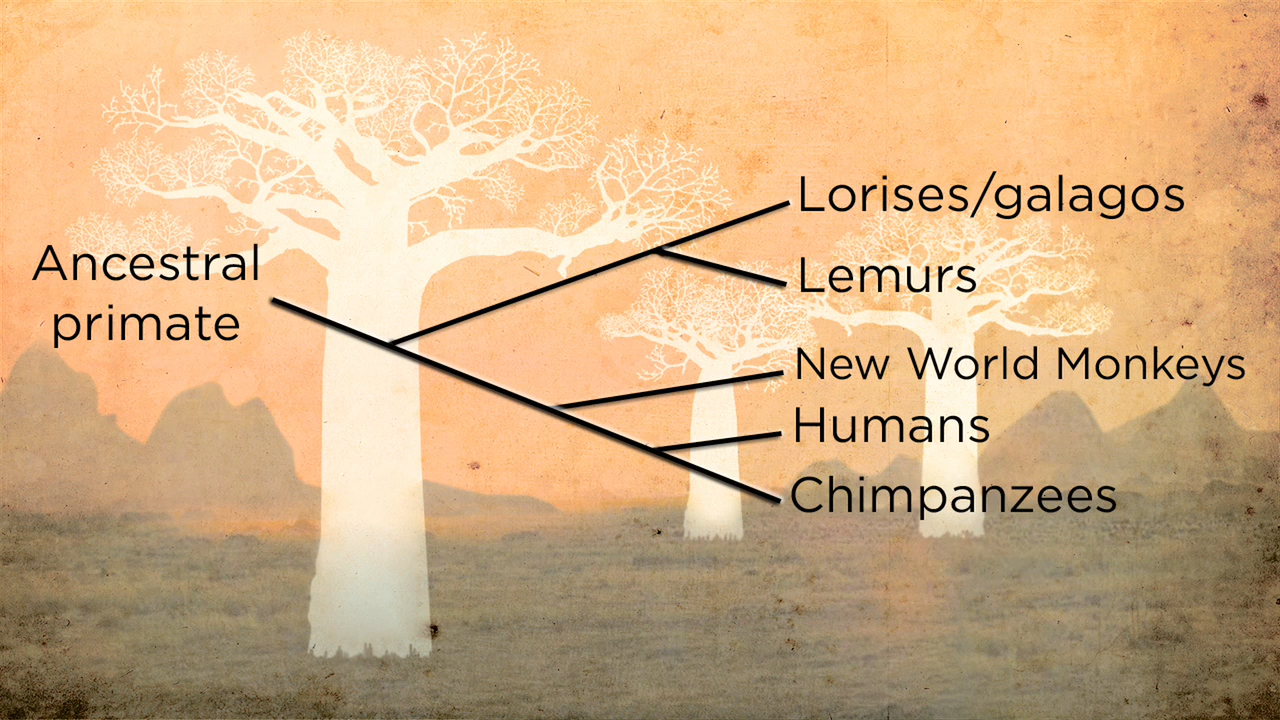 Ancestral
primate
Lorises/galagos
Lemurs
New World Monkeys
Humans
Chimpanzees